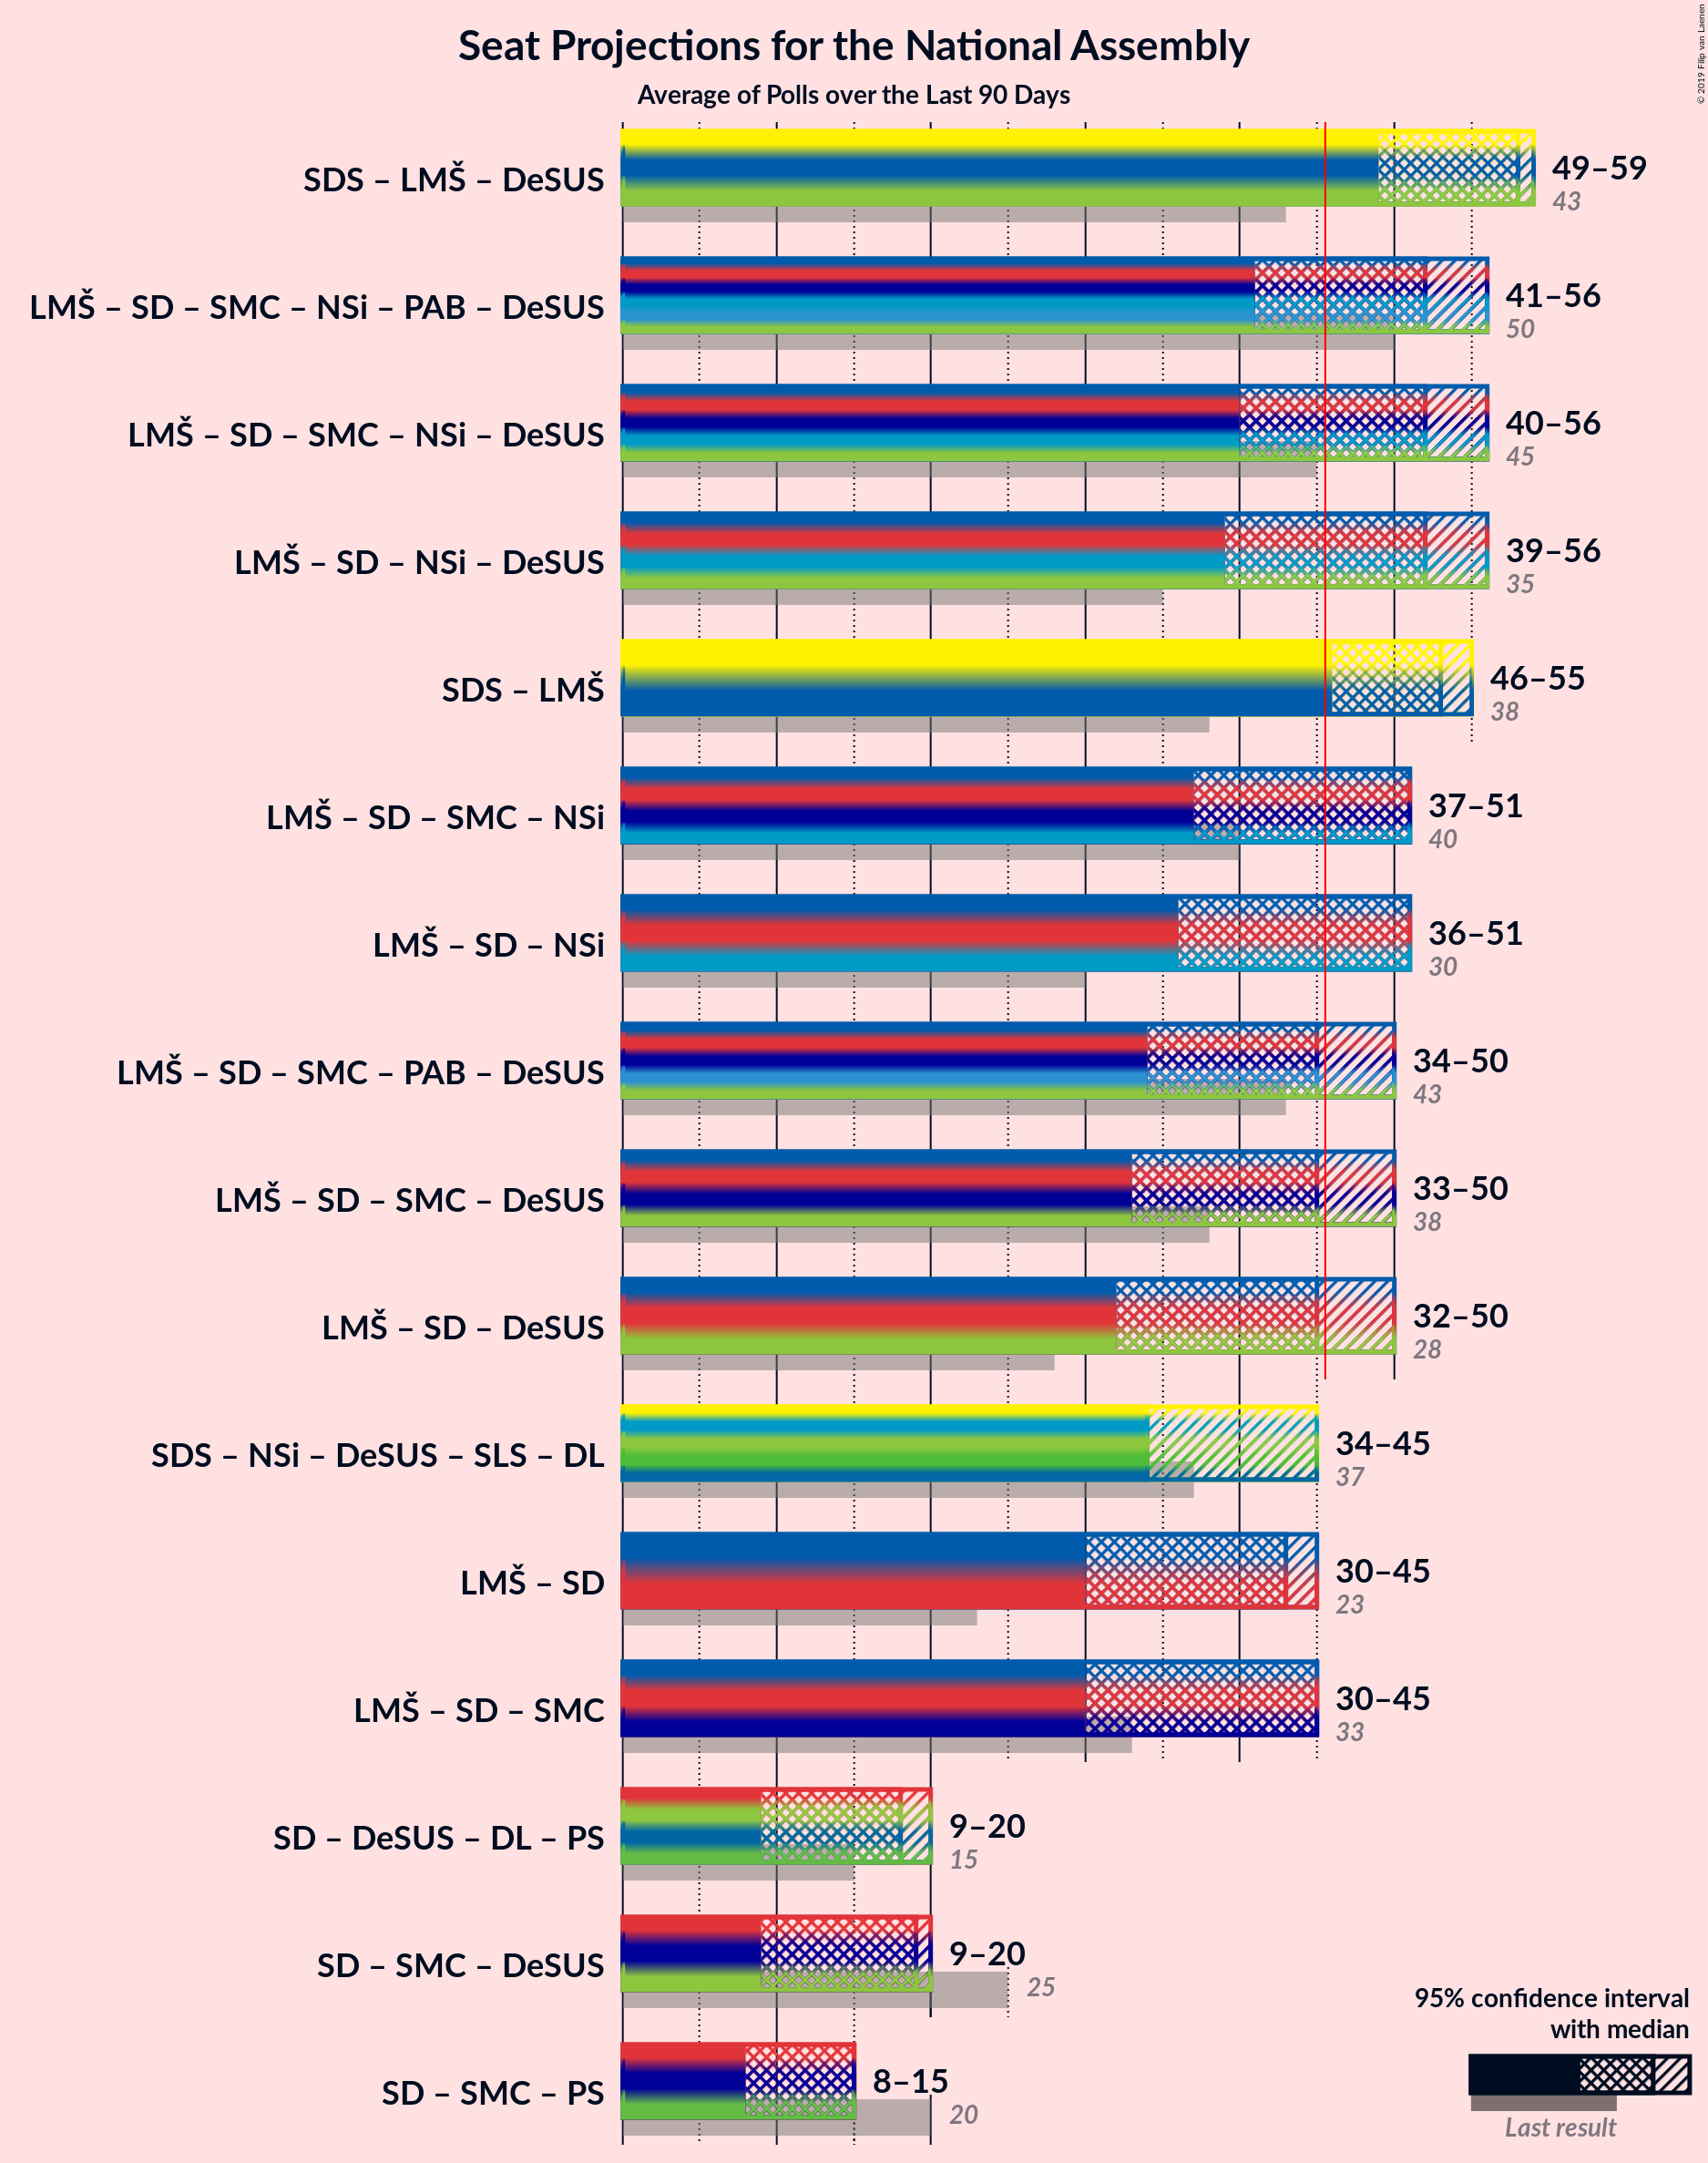 © 2019 Filip van Laenen
Seat Projections for the National Assembly
Average of Polls over the Last 90 Days
SDS – LMŠ – DeSUS
49–59
43
LMŠ – SD – SMC – NSi – PAB – DeSUS
41–56
50
LMŠ – SD – SMC – NSi – DeSUS
40–56
45
LMŠ – SD – NSi – DeSUS
39–56
35
SDS – LMŠ
46–55
38
LMŠ – SD – SMC – NSi
37–51
40
LMŠ – SD – NSi
36–51
30
LMŠ – SD – SMC – PAB – DeSUS
34–50
43
LMŠ – SD – SMC – DeSUS
33–50
38
LMŠ – SD – DeSUS
32–50
28
SDS – NSi – DeSUS – SLS – DL
34–45
37
LMŠ – SD
30–45
23
LMŠ – SD – SMC
30–45
33
SD – DeSUS – DL – PS
9–20
15
SD – SMC – DeSUS
9–20
25
SD – SMC – PS
8–15
20
95% confidence interval
with median
Last result